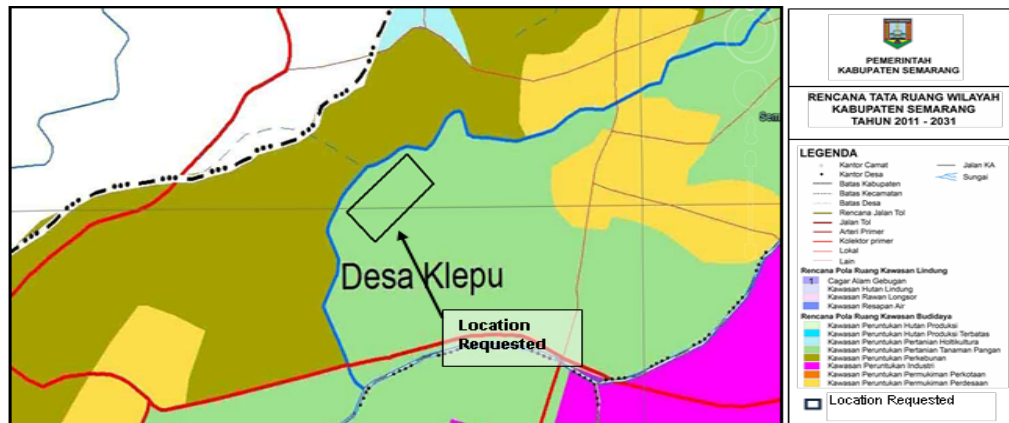 Desa Klepu
Location
Requested
Sem
PEMERINTAH
KABUPATEN SEMARANG
RENCANA TATA RUANG WILAYAH
KABUPATEN SEMARANG
TAHUN 2011 - 2031
LEGENDA
Kantor Camat
Kantor Desa
Batas Kabupaten
Batas Kecamatan
Batas Desa
Rencana Jalan Tol
Jalan Tol
Arteri Primer
Kolektor primer
Lokal
Lain
Jalan KA
Sungai
Rencana Pola Ruang Kawasan Lindung
1 Cagar Alam Gebugan
Kawasan Hutan Lindung
Kawasan Rawan Longsor
Kawasan Resapan Air
Rencana Pola Ruang Kawasan Budidaya
Kawasan Peruntukan Hutan Produksi
Kawasan Peruntukan Hutan Produksi Terbatas
Kawasan Peruntukan Pertanian Holtikultura
Kawasan Peruntukan Pertanian Tanaman Pangan
Kawasan Peruntukan Perkebunan
Kawasan Peruntukan Industri
Kawasan Peruntukan Permukiman Perkotaan
Kawasan Peruntukan Permukiman Perdesaan
Location Requested